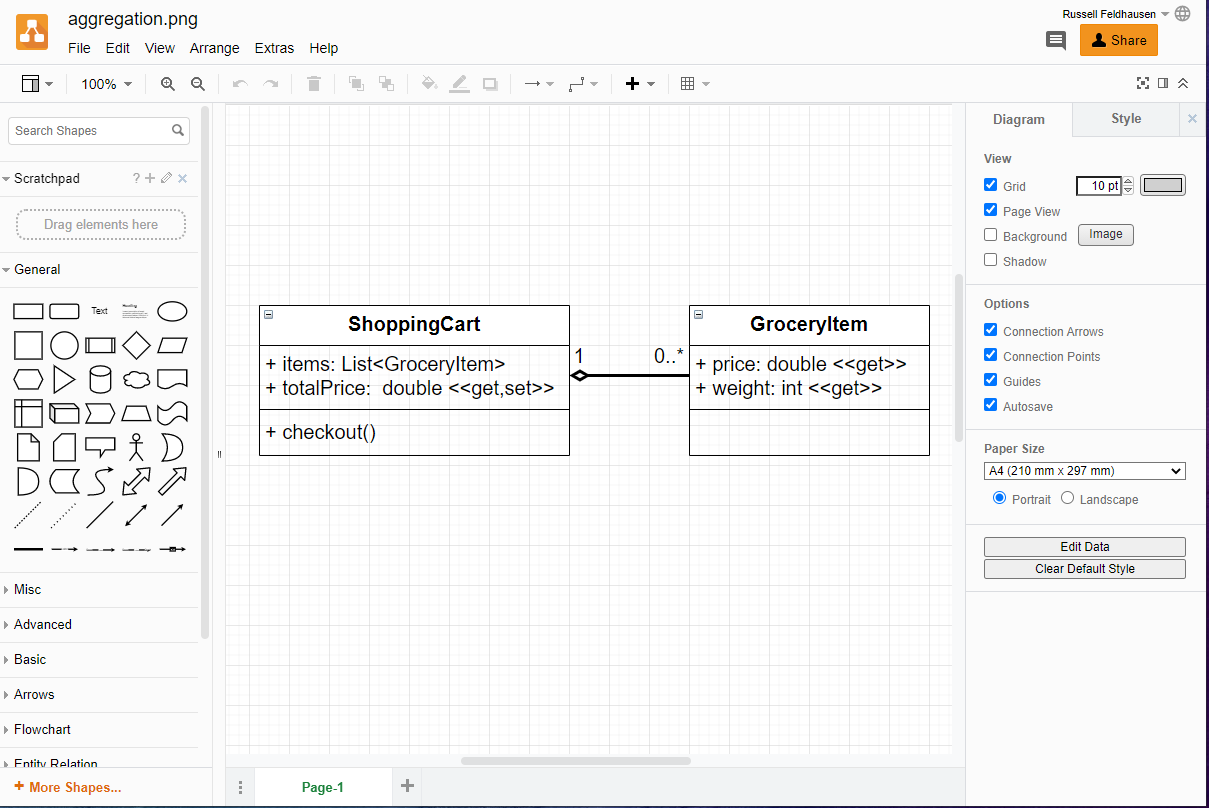 aggregation.png
Russell Feldhausen
File Edit View Arrange Extras Help
Share
100%
Search Shapes
Scratchpad
?
Drag elements here
General
Text
Heading
Misc
Advanced
Basic
Arrows
Flowchart
Entity Relation
+ More Shapes...
ShoppingCart
+ items: List<GroceryItem>
+ totalPrice: double <<get,set>>
+ checkout()
1
0..*
GroceryItem
+ price: double <<get>>
+ weight: int <<get>>
Page-1
Diagram
Style
View
Grid
10 pt
Page View
Background
Image
Shadow
Options
Connection Arrows
Connection Points
Guides
Autosave
Paper Size
A4 (210 mm x 297 mm)
Portrait
Landscape
Edit Data
Clear Default Style